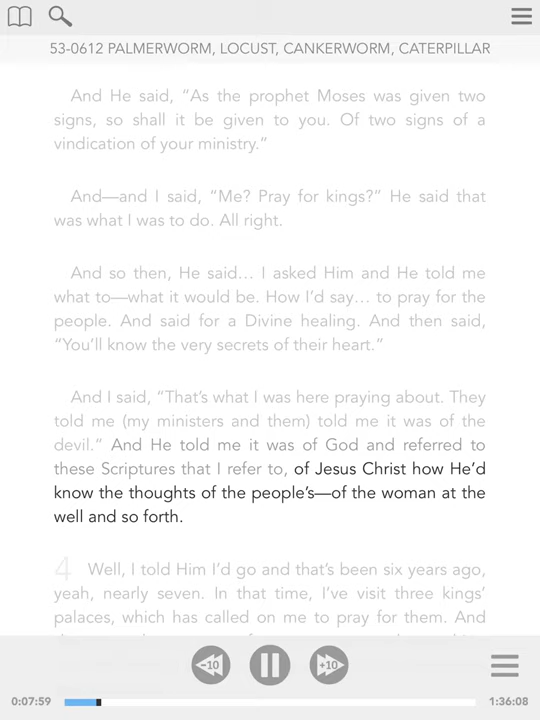 53-0612 PALMERWORM, LOCUST, CANKERWORM, CATERPILLAR
And He said, “As the prophet Moses was given two
signs, so shall it be given to you. Of two signs of a
vindication of your ministry.”
And—and I said, “Me? Pray for kings?” He said that
was what I was to do. All right.
And so then, He said… I asked Him and He told me
what to—what it would be. How I’d say… to pray for the
people. And said for a Divine healing. And then said,
“You’ll know the very secrets of their heart.”
And I said, “That’s what I was here praying about. They
told me (my ministers and them) told me it was of the
devil.” And He told me it was of God and referred to
these Scriptures that I refer to, of Jesus Christ how He’d
know the thoughts of the people’s—of the woman at the
well and so forth.
4 Well, I told Him I’d go and that’s been six years ago,
yeah, nearly seven. In that time, I’ve visit three kings’
palaces, which has called on me to pray for them. And
-10
+10
0:07:59
1:36:08